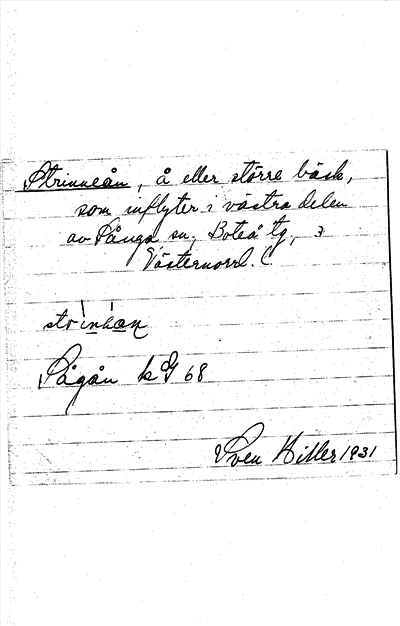 Strinneån, å eller större bäck,
som inflyter i västra delen
av Långa sn, Boteå tg,
Västernorrl. l.
Sågån kå G 68
Sven Hiller 1931